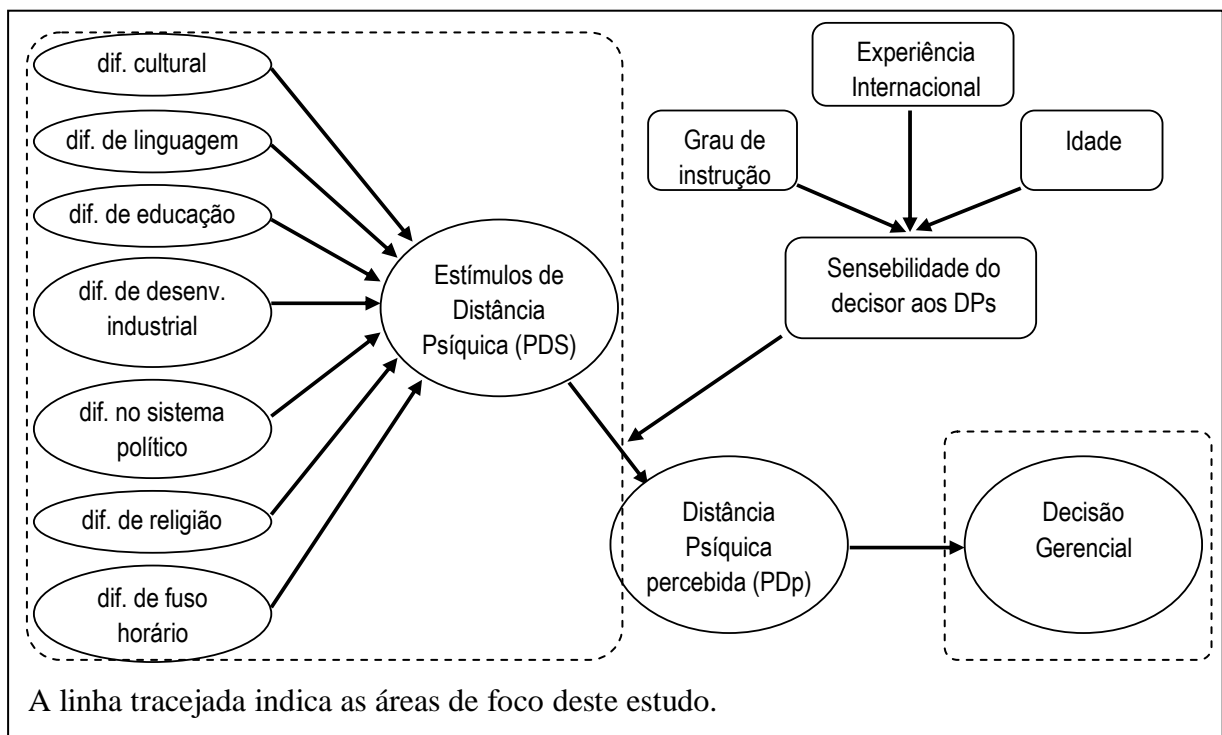 dif. cultural
dif. de linguagem
dif. de educação
dif. de desenv.
industrial
dif. no sistema
político
dif. de religião
dif. de fuso
horário
Estímulos de
Distância
Psíquica (PDS)
Experiência
Internacional
Grau de
instrução
Idade
Sensebilidade do
decisor aos DPs
Distância
Psíquica
percebida (PDp)
Decisão
Gerencial
A linha tracejada indica as áreas de foco deste estudo.